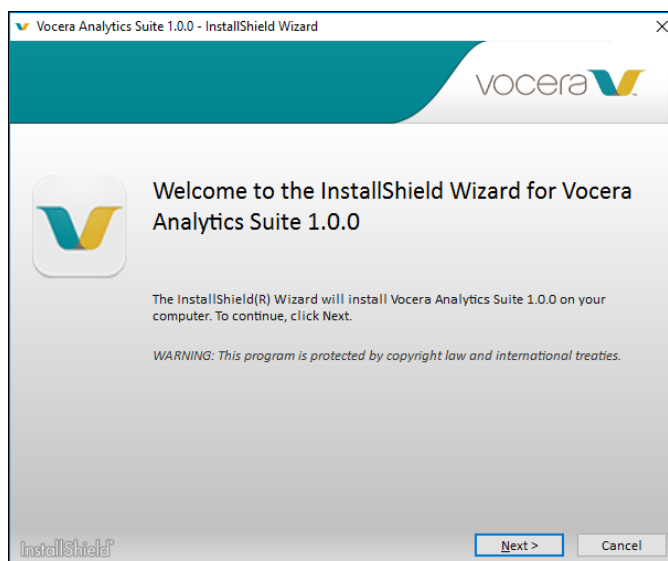 Vocera Analytics Suite 1.0.0 - InstallShield Wizard
vocera
Welcome to the InstallShield Wizard for Vocera
Analytics Suite 1.0.0
The InstallShield(R) Wizard will install Vocera Analytics Suite 1.0.0 on your
computer. To continue, click Next.
WARNING: This program is protected by copyright law and international treaties.
InstallShield
Next >
Cancel